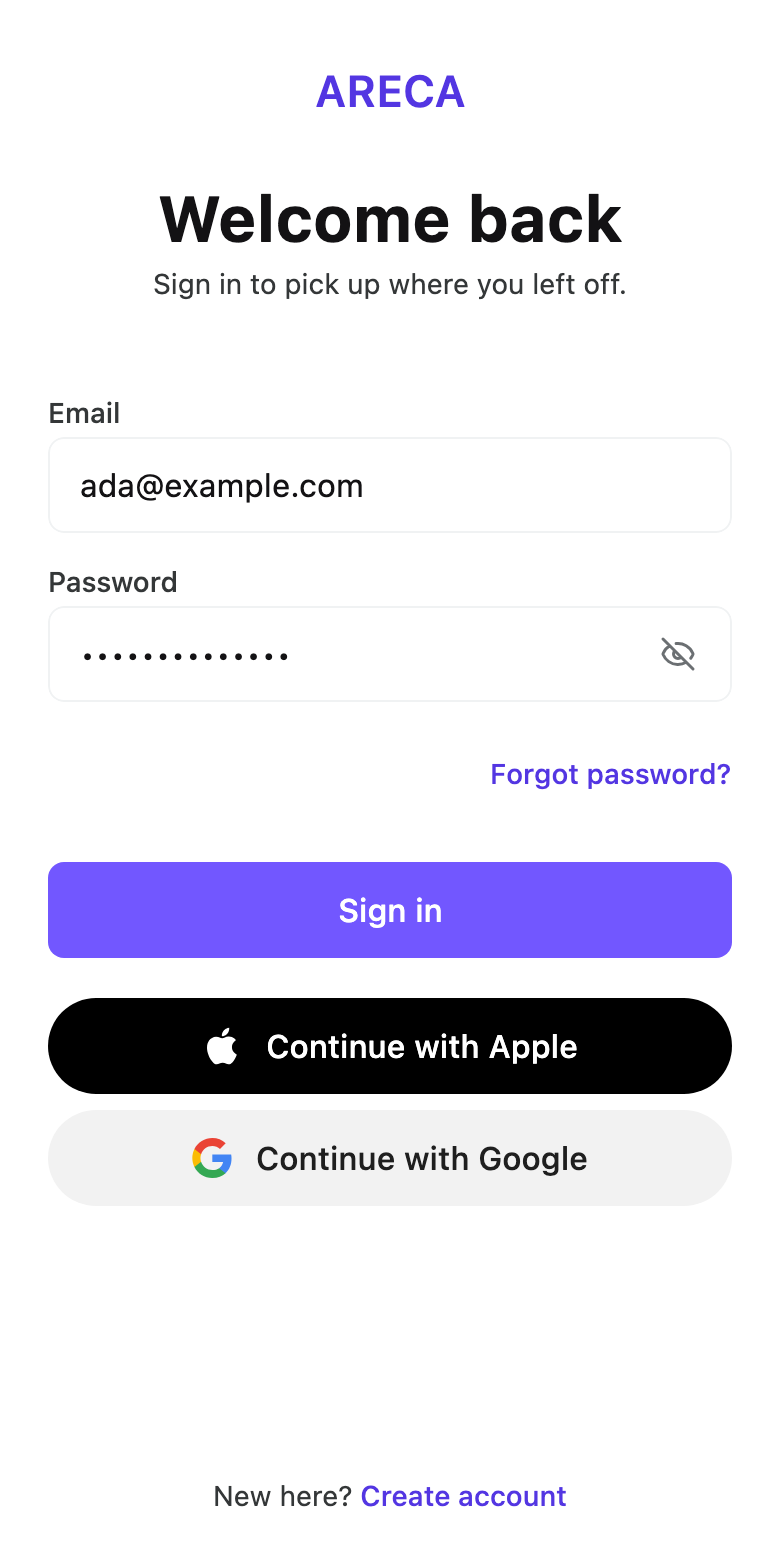 ARECA
Welcome back
Sign in to pick up where you left off.
Email
ada@example.com
Password
••••••••••••••
Forgot password?
Sign in
Continue with Apple
Continue with Google
New here? Create account